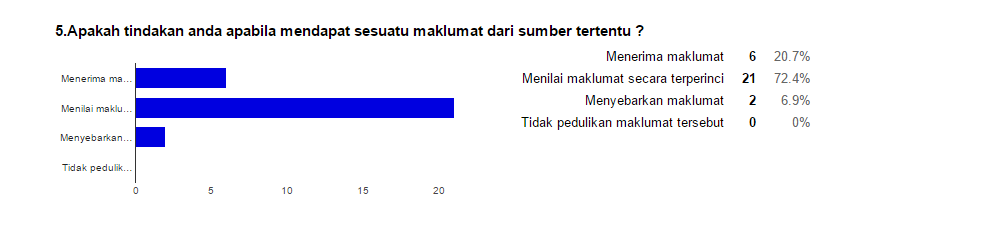 5.Apakah tindakan anda apabila mendapat sesuatu maklumat dari sumber tertentu ?
Menerima ma...
Menilai maklu...
Menyebarkan...
Tidak pedulik...
0 5 10 15 20
Menerima maklumat 6 20.7%
Menilai maklumat secara terperinci 21 72.4%
Menyebarkan maklumat 2 6.9%
Tidak pedulikan maklumat tersebut 0 0%